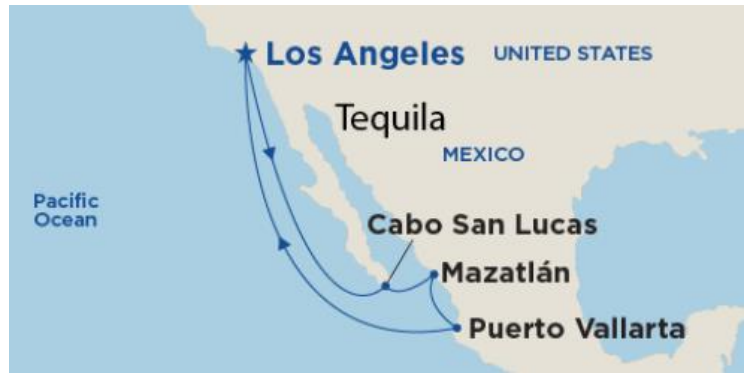 Los Angeles
UNITED STATES
Tequila
MEXICO
Pacific
Ocean
Cabo San Lucas
Mazatlán
Puerto Vallarta